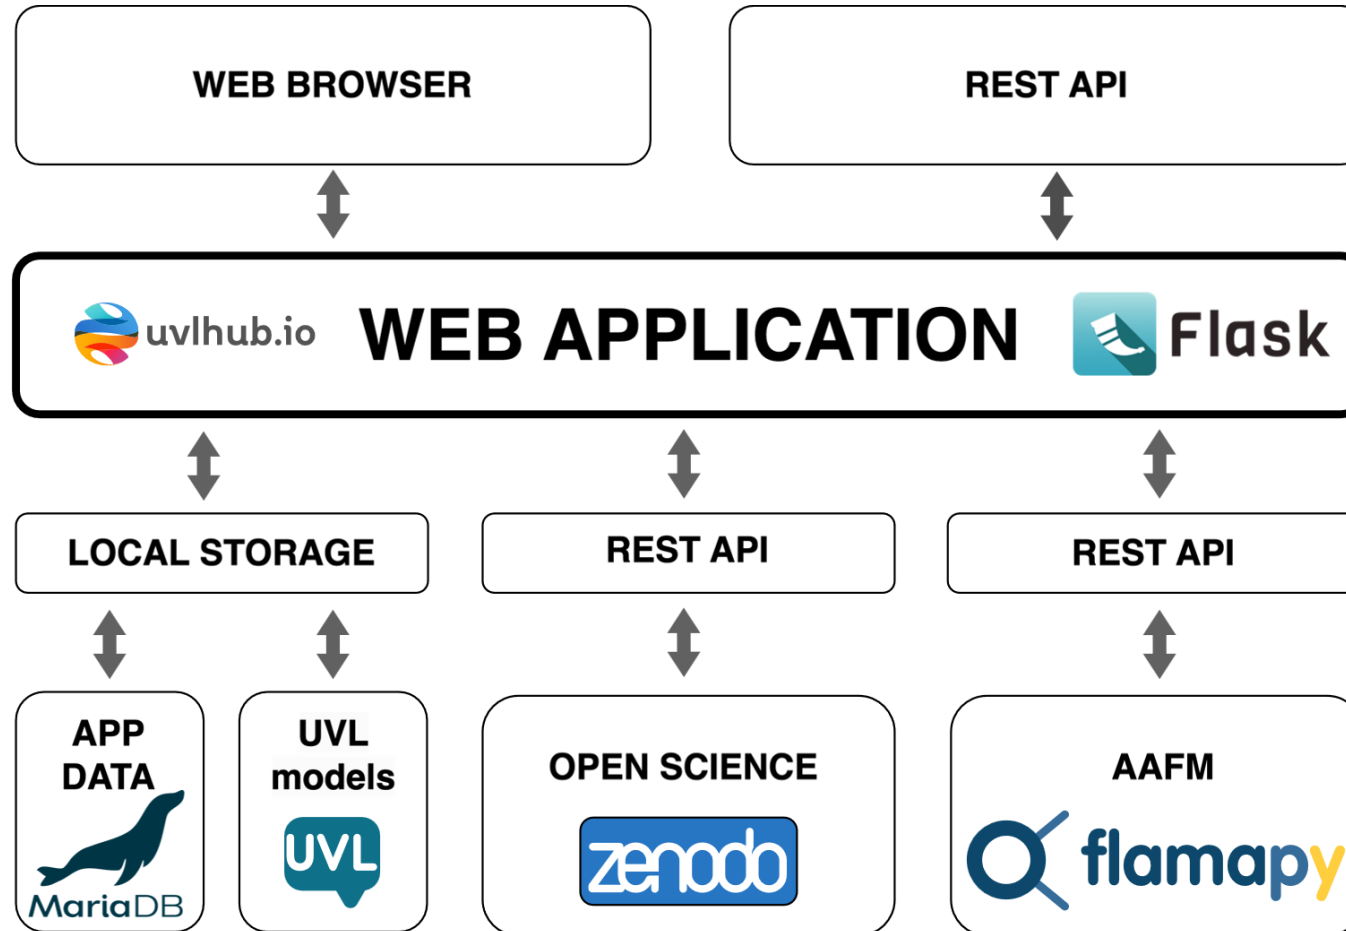 WEB BROWSER
REST API
uvlhub.io
WEB APPLICATION
Flask
LOCAL STORAGE
REST API
REST API
APP
DATA
MariaDB
UVL
models
UVL
OPEN SCIENCE
zenodo
AAFM
flamapy